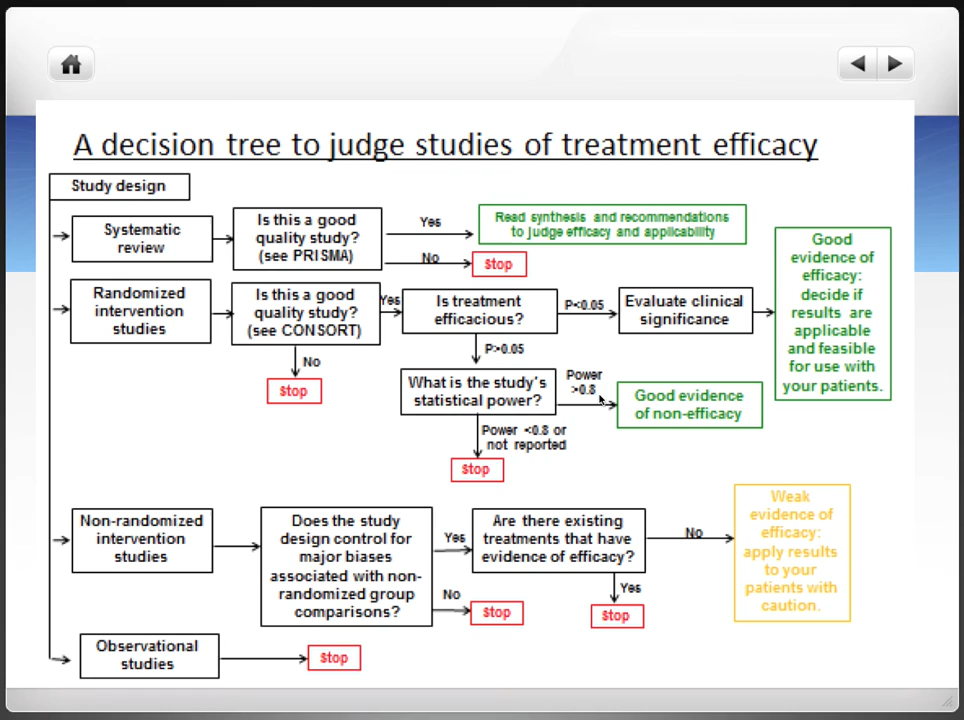 A decision tree to judge studies of treatment efficacy
Study design
Systematic
review
Is this a good
quality study?
(see PRISMA)
Yes
Read synthesis and recommendations
to judge efficacy and applicability
No
Stop
Randomized
intervention
studies
Is this a good
quality study?
(see CONSORT)
Yes
Is treatment
efficacious?
P<0.05
Evaluate clinical
significance
Good
evidence of
efficacy:
decide if
results are
applicable
and feasible
for use with
your patients.
No
Stop
P>0.05
What is the study's
statistical power?
Power
>0.8
Good evidence
of non-efficacy
Power <0.8 or
not reported
Stop
Non-randomized
intervention
studies
Does the study
design control for
major biases
associated with non-
randomized group
comparisons?
Yes
Are there existing
treatments that have
evidence of efficacy?
No
Weak
evidence of
efficacy:
apply results
to your
patients with
caution.
No
Stop
Yes
Stop
Observational
studies
Stop